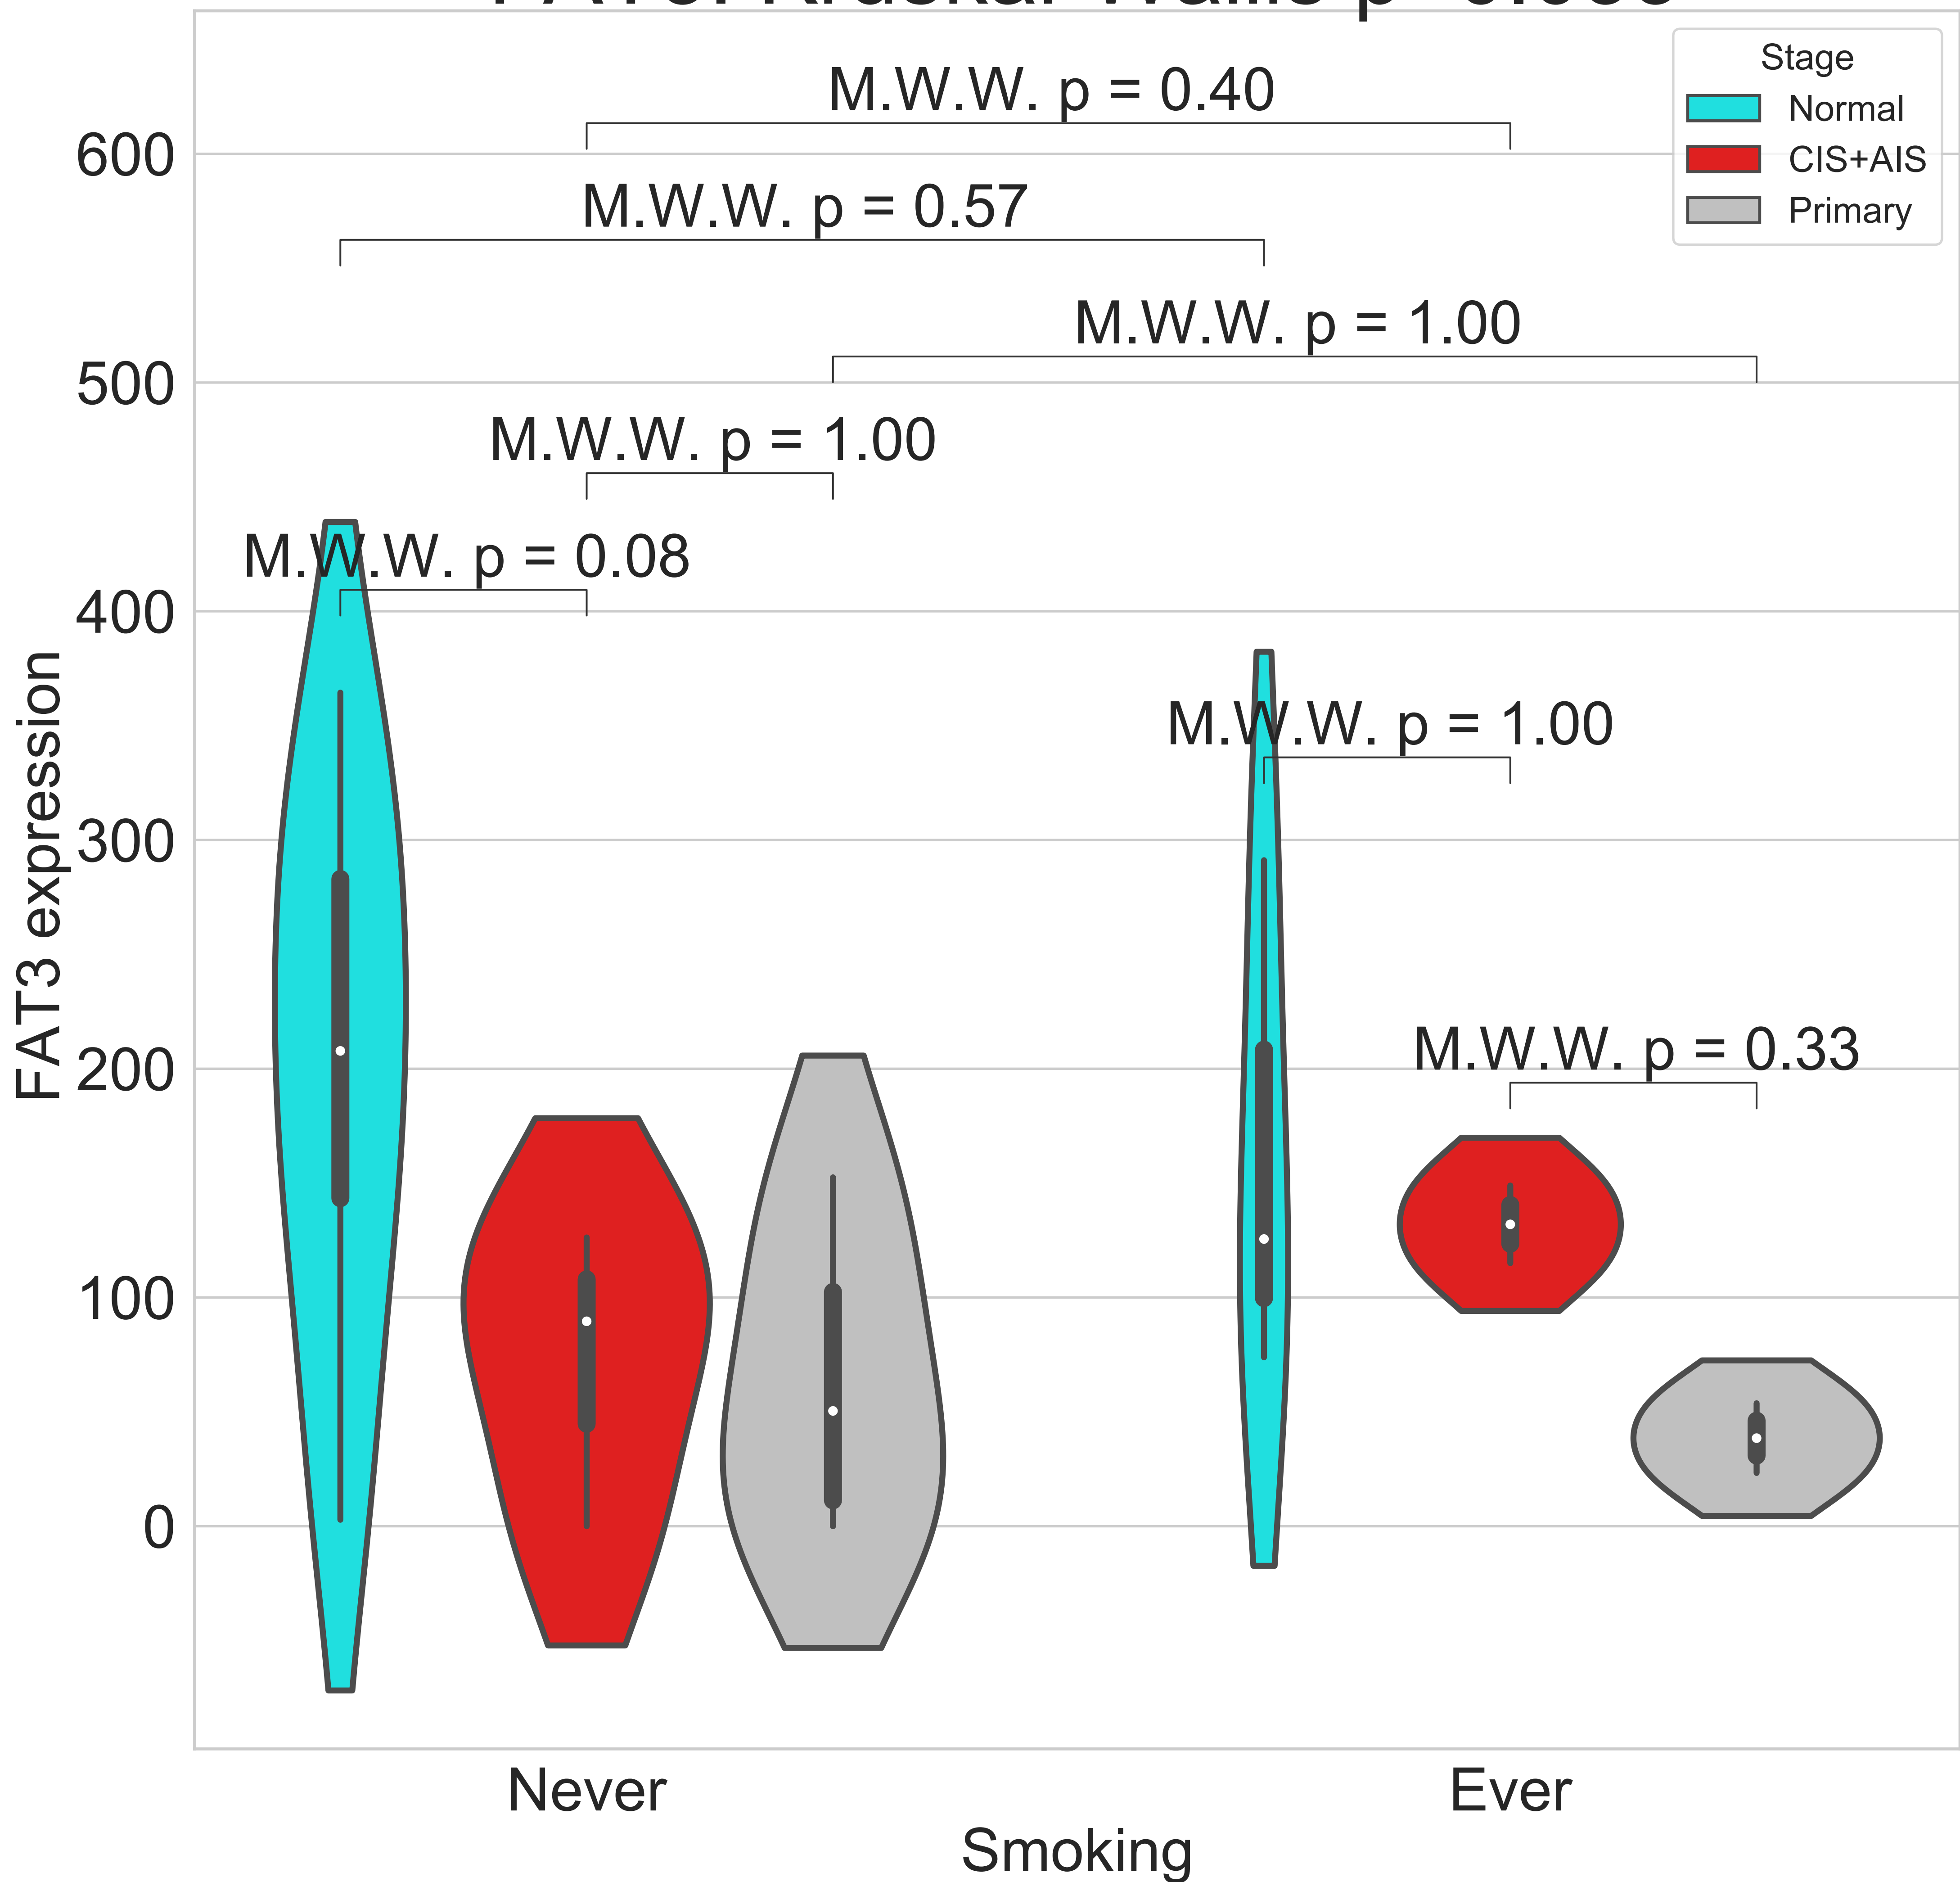 Stage
Normal
CIS+AIS
Primary
M.W.W. p = 0.40
M.W.W. p = 0.57
M.W.W. p = 1.00
M.W.W. p = 1.00
M.W.W. p = 0.08
M.W.W. p = 1.00
M.W.W. p = 0.33
600
500
400
300
200
100
0
FAT3 expression
Never
Ever
Smoking